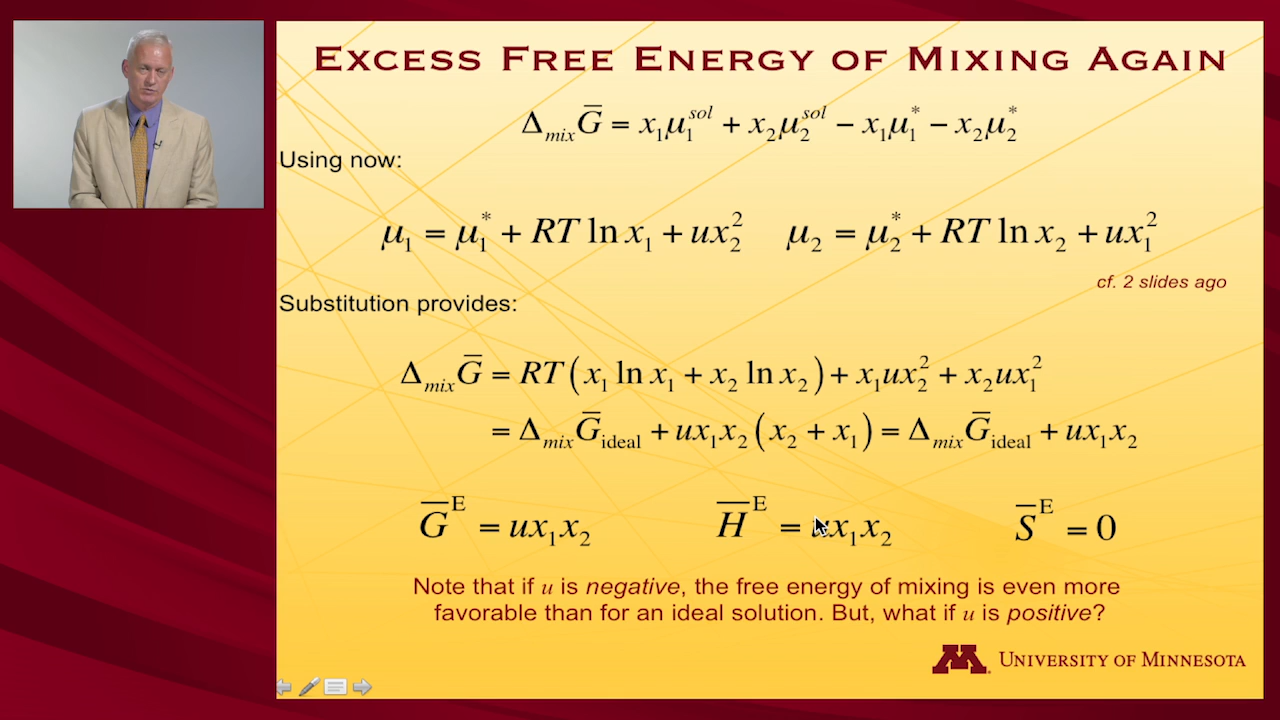 EXCESS FREE ENERGY OF MIXING AGAIN
Δ_mix G̅ = x₁μ₁^sol + x₂μ₂^sol − x₁μ₁^* − x₂μ₂^*
Using now:
μ₁ = μ₁^* + RT ln x₁ + ux₂² μ₂ = μ₂^* + RT ln x₂ + ux₁²
cf. 2 slides ago
Substitution provides:
Δ_mix G̅ = RT(x₁ ln x₁ + x₂ ln x₂) + x₁ux₂² + x₂ux₁²
= Δ_mix G̅_ideal + ux₁x₂(x₂ + x₁) = Δ_mix G̅_ideal + ux₁x₂
G̅^E = ux₁x₂ H̅^E = ux₁x₂ S̅^E = 0
Note that if u is negative, the free energy of mixing is even more
favorable than for an ideal solution. But, what if u is positive?
M UNIVERSITY OF MINNESOTA